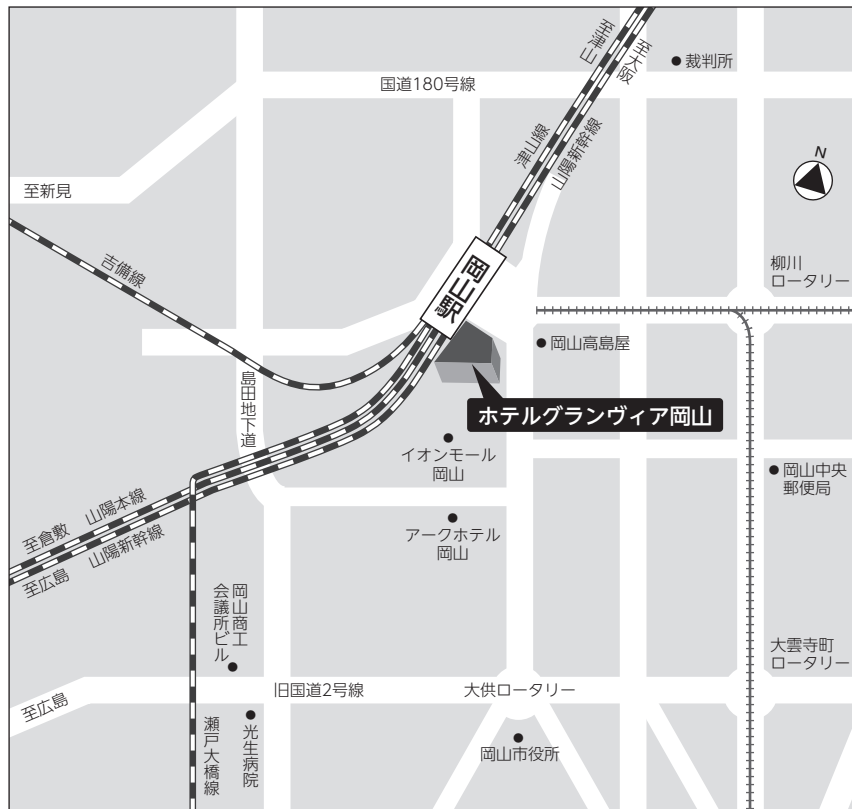 至津山
至大阪
裁判所
国道180号線
津山線
山陽新幹線
N
至新見
吉備線
岡山駅
柳川
ロータリー
岡山高島屋
島田地下道
ホテルグランヴィア岡山
イオンモール
岡山
岡山中央
郵便局
アークホテル
岡山
至倉敷
山陽本線
至広島
山陽新幹線
岡山商工
会議所ビル
大雲寺町
ロータリー
旧国道2号線
大供ロータリー
至広島
瀬戸大橋線
光生病院
岡山市役所